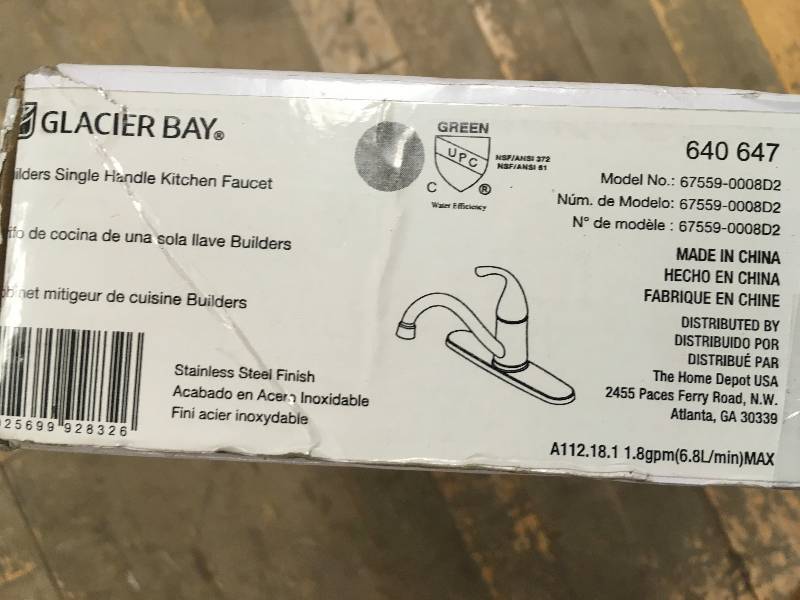 GLACIER BAY®
ilders Single Handle Kitchen Faucet
ifo de cocina de una sola llave Builders
binet mitigeur de cuisine Builders
25699 928326
Stainless Steel Finish
Acabado en Acero Inoxidable
Fini acier inoxydable
GREEN
UPC
C ®
Water Efficiency
NSF/ANSI 372
NSF/ANSI 61
640 647
Model No.: 67559-0008D2
Núm. de Modelo: 67559-0008D2
N° de modèle : 67559-0008D2
MADE IN CHINA
HECHO EN CHINA
FABRIQUE EN CHINE
DISTRIBUTED BY
DISTRIBUIDO POR
DISTRIBUÉ PAR
The Home Depot USA
2455 Paces Ferry Road, N.W.
Atlanta, GA 30339
A112.18.1 1.8gpm(6.8L/min)MAX